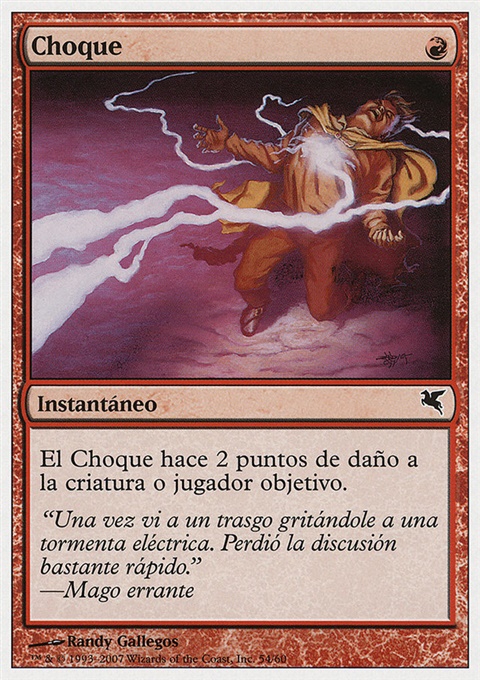 Choque
Instantáneo
El Choque hace 2 puntos de daño a
la criatura o jugador objetivo.
“Una vez vi a un trasgo gritándole a una
tormenta eléctrica. Perdió la discusión
bastante rápido.”
—Mago errante
Randy Gallegos
™ & © 1993-2007 Wizards of the Coast, Inc. 54/60